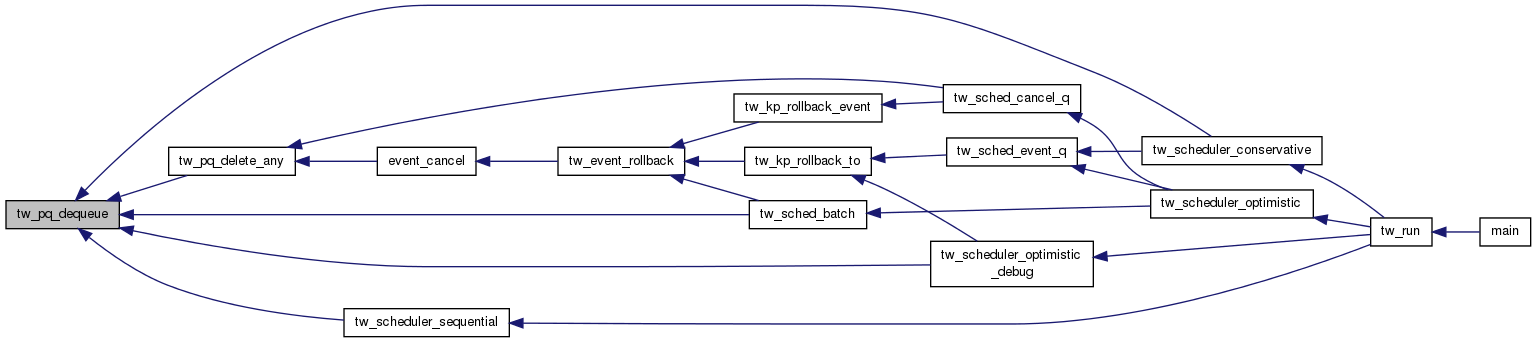 tw_pq_dequeue
tw_pq_delete_any
event_cancel
tw_event_rollback
tw_kp_rollback_event
tw_kp_rollback_to
tw_sched_batch
tw_sched_cancel_q
tw_sched_event_q
tw_scheduler_optimistic
_debug
tw_scheduler_conservative
tw_scheduler_optimistic
tw_scheduler_sequential
tw_run
main